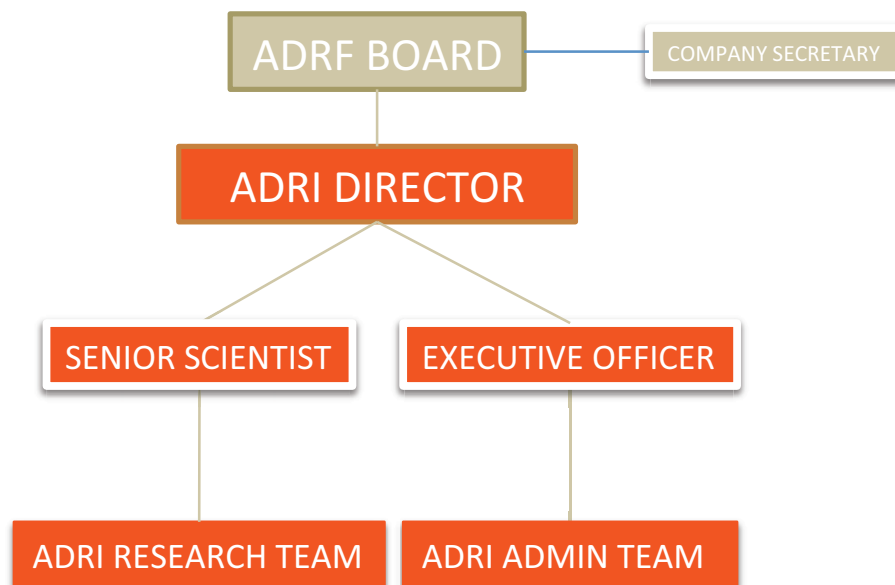 ADRF BOARD
COMPANY SECRETARY
ADRI DIRECTOR
SENIOR SCIENTIST
EXECUTIVE OFFICER
ADRI RESEARCH TEAM
ADRI ADMIN TEAM